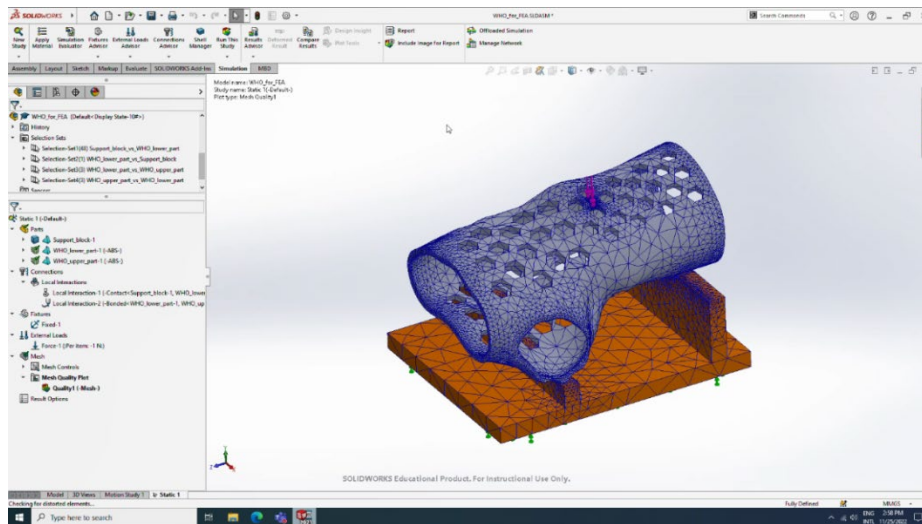 SOLIDWORKS
WHO_for_FEA.SLDASM *
Search Commands
New Study
Apply Material
Simulation Evaluator
Fixtures Advisor
External Loads Advisor
Connections Advisor
Shell Manager
Run This Study
Results Advisor
Deformed Result
Compare Results
Design Insight
Plot Tools
Report
Include Image for Report
Offloaded Simulation
Manage Network
Assembly
Layout
Sketch
Markup
Evaluate
SOLIDWORKS Add-Ins
Simulation
MBD
Model name: WHO_for_FEA
Study name: Static 1(-Default-)
Plot type: Mesh Quality1
WHO_for_FEA (Default<Display State-10#>)
History
Selection Sets
Selection-Set1(48) Support_block_vs_WHO_lower_part
Selection-Set2(1) WHO_lower_part_vs_Support_block
Selection-Set3(3) WHO_lower_part_vs_WHO_upper_part
Selection-Set4(3) WHO_upper_part_vs_WHO_lower_part
Static 1 (-Default-)
Parts
Support_block-1
WHO_lower_part-1 (-ABS-)
WHO_upper_part-1 (-ABS-)
Connections
Local Interactions
Local Interaction-1 (-Contact<Support_block-1, WHO_lower
Local Interaction-2 (-Bonded<WHO_lower_part-1, WHO_up
Fixtures
Fixed-1
External Loads
Force-1 (:Per item: -1 N:)
Mesh
Mesh Controls
Mesh Quality Plot
Quality1 (-Mesh-)
Result Options
SOLIDWORKS Educational Product. For Instructional Use Only.
Model
3D Views
Motion Study 1
Static 1
Checking for distorted elements...
Fully Defined
MMGS
Type here to search
ENG
INTL
2:58 PM